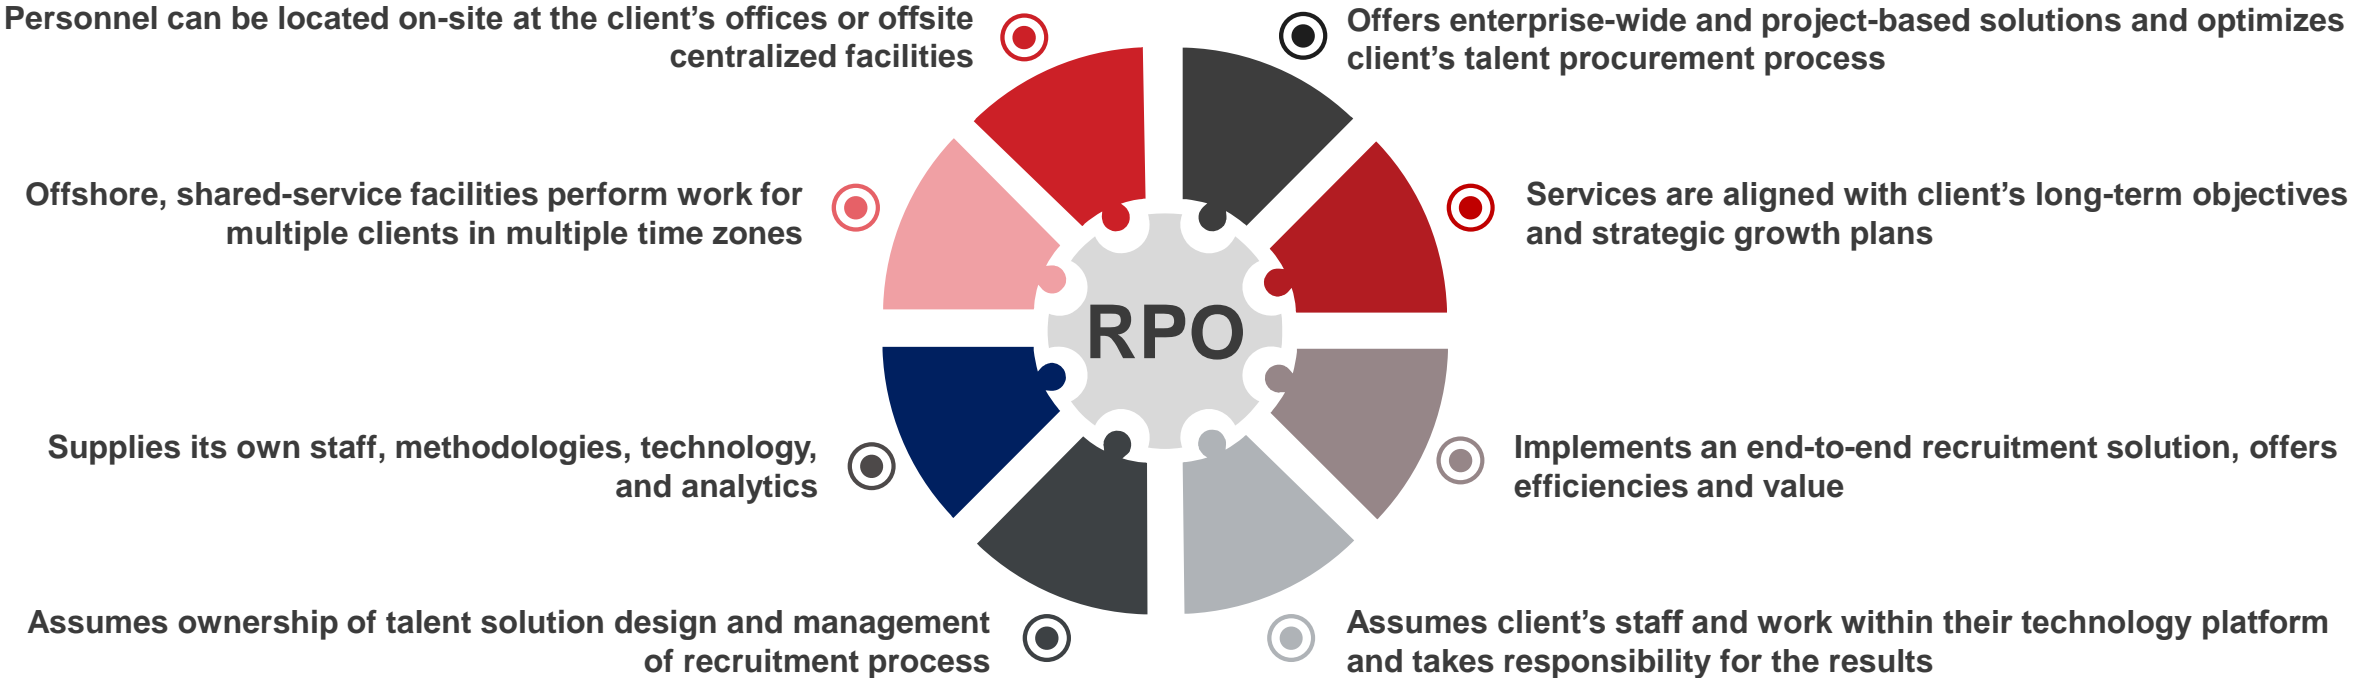 Personnel can be located on-site at the client’s offices or offsite
centralized facilities
Offers enterprise-wide and project-based solutions and optimizes
client’s talent procurement process
Offshore, shared-service facilities perform work for
multiple clients in multiple time zones
Services are aligned with client’s long-term objectives
and strategic growth plans
RPO
Supplies its own staff, methodologies, technology,
and analytics
Implements an end-to-end recruitment solution, offers
efficiencies and value
Assumes ownership of talent solution design and management
of recruitment process
Assumes client’s staff and work within their technology platform
and takes responsibility for the results